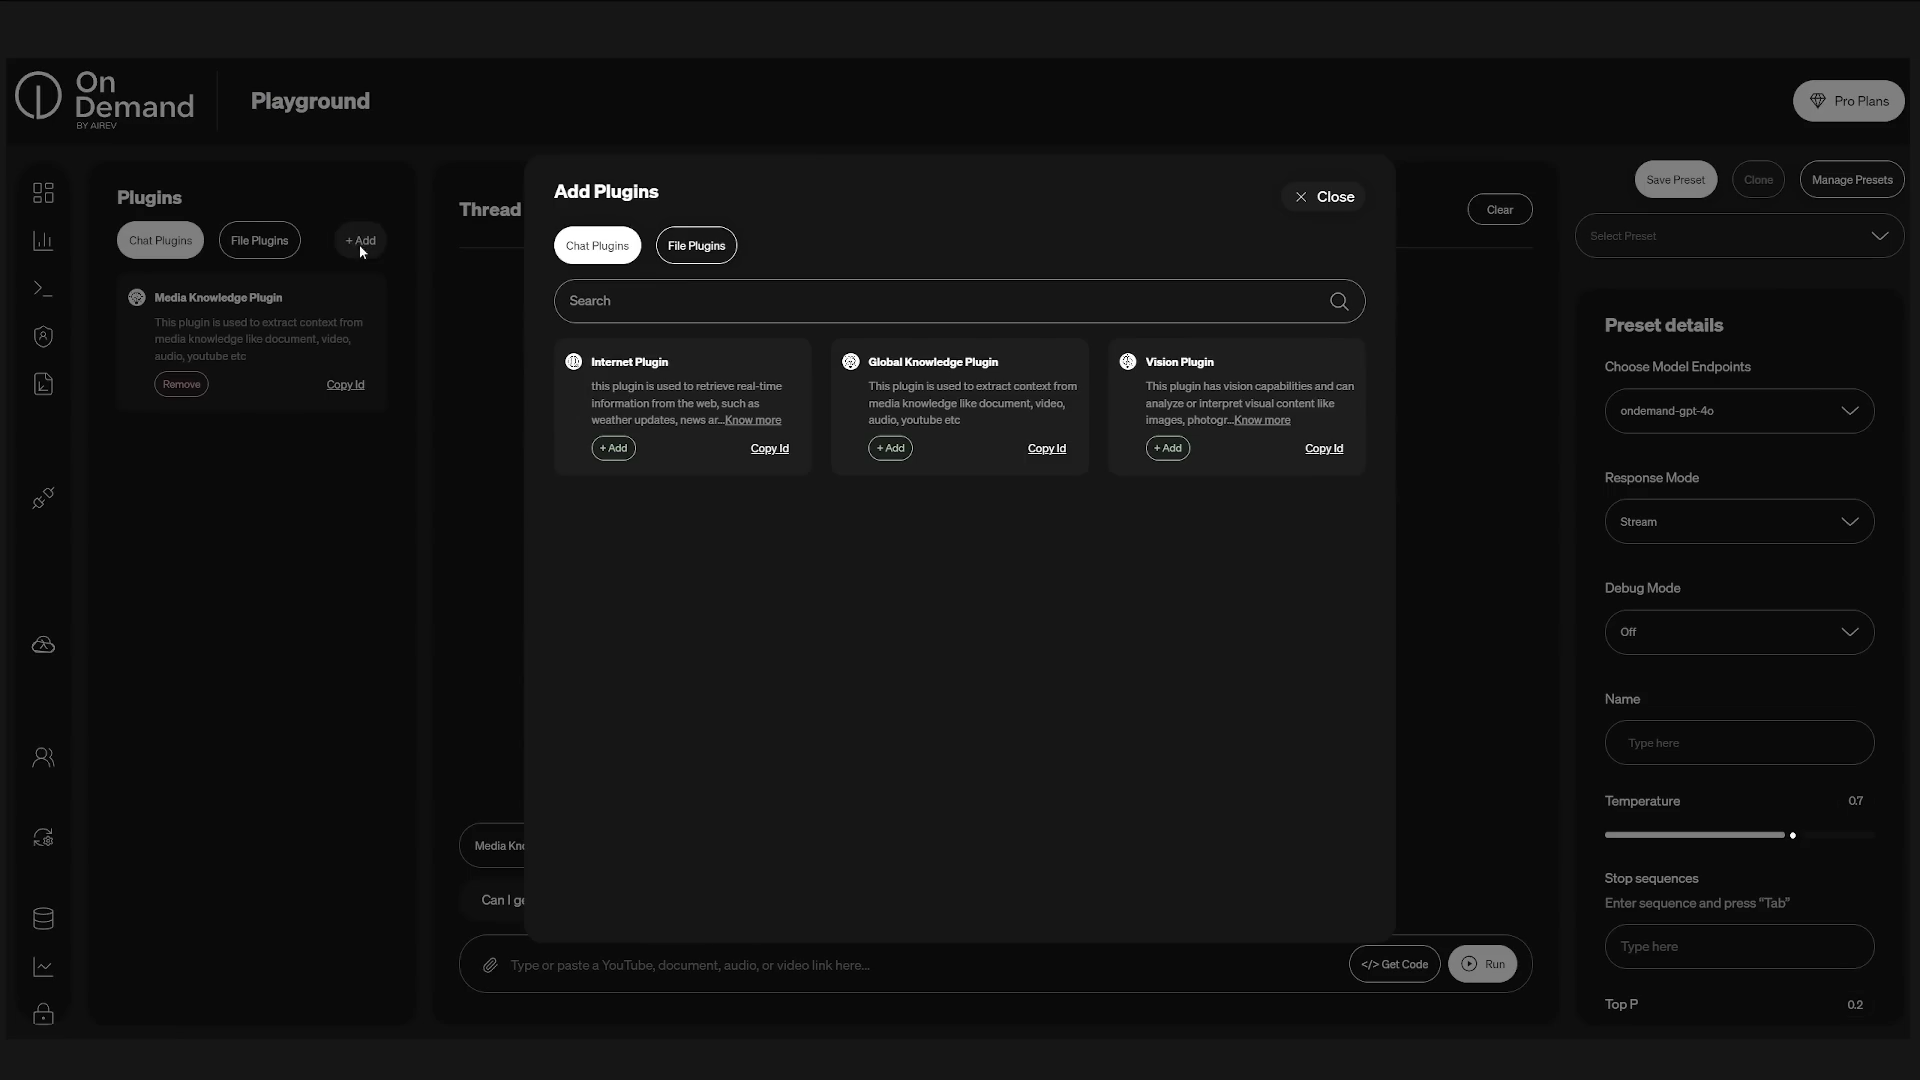 On
Demand
BY AIREV
Playground
Pro Plans
Plugins
Chat Plugins
File Plugins
+ Add
Media Knowledge Plugin
This plugin is used to extract context from
media knowledge like document, video,
audio, youtube etc
Remove
Copy Id
Thread
Clear
Add Plugins
Close
Chat Plugins
File Plugins
Search
Internet Plugin
this plugin is used to retrieve real-time
information from the web, such as
weather updates, news ar...Know more
+ Add
Copy Id
Global Knowledge Plugin
This plugin is used to extract context from
media knowledge like document, video,
audio, youtube etc
+ Add
Copy Id
Vision Plugin
This plugin has vision capabilities and can
analyze or interpret visual content like
images, photogr...Know more
+ Add
Copy Id
Media Kno
Can I ge
Type or paste a YouTube, document, audio, or video link here...
</> Get Code
Run
Save Preset
Clone
Manage Presets
Select Preset
Preset details
Choose Model Endpoints
ondemand-gpt-4o
Response Mode
Stream
Debug Mode
Off
Name
Type here
Temperature
0.7
Stop sequences
Enter sequence and press “Tab”
Type here
Top P
0.2